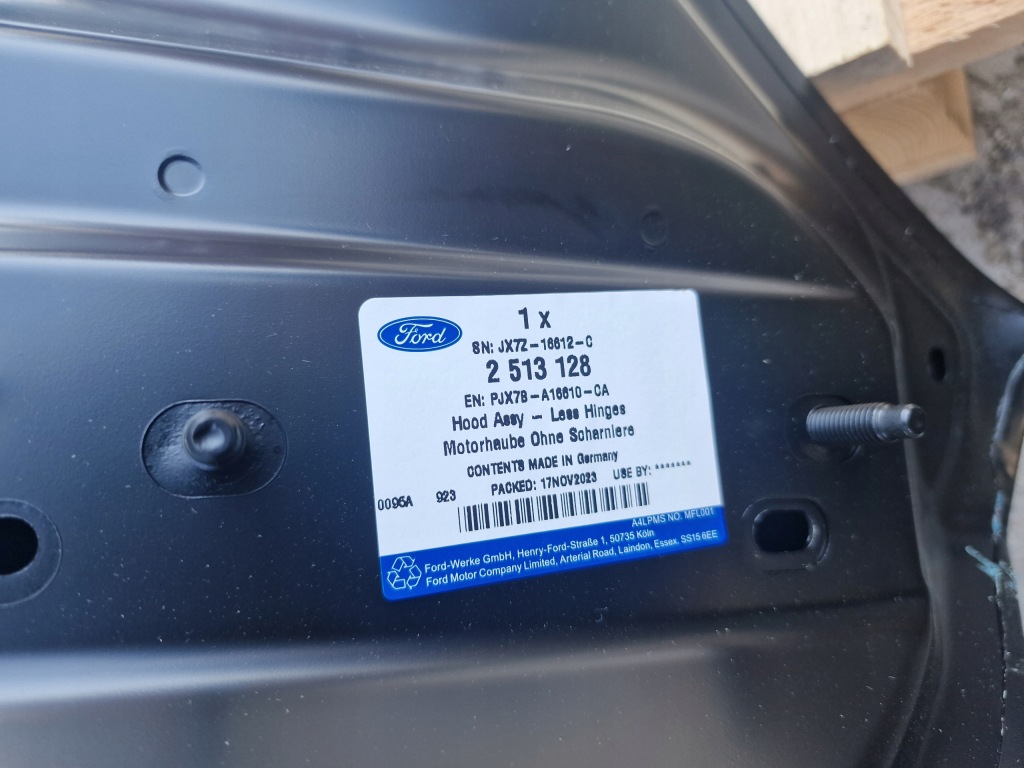 Ford
1 x
SN: JX7Z-16612-C
2 513 128
EN: PJX7B-A16610-CA
Hood Assy - Less Hinges
Motorhaube Ohne Scharniere
CONTENTS MADE IN Germany
0095A 923 PACKED: 17NOV2023 USE BY: *******
A4LPMS NO. MFL001
Ford-Werke GmbH, Henry-Ford-Straße 1, 50735 Köln
Ford Motor Company Limited, Arterial Road, Laindon, Essex. SS15 6EE